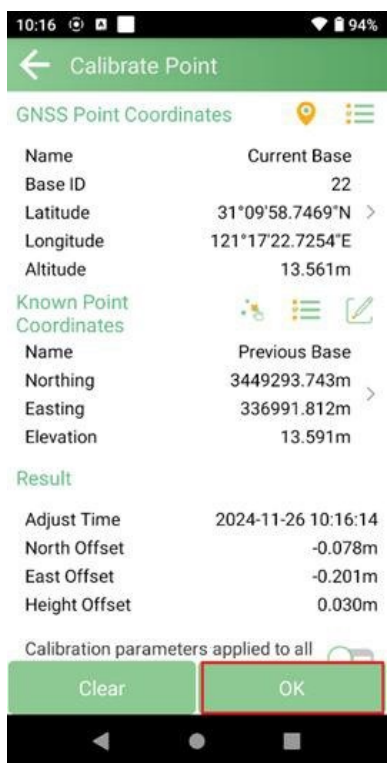 10:16 94%
Calibrate Point
GNSS Point Coordinates
Name Current Base
Base ID 22
Latitude 31°09'58.7469"N
Longitude 121°17'22.7254"E
Altitude 13.561m
Known Point
Coordinates
Name Previous Base
Northing 3449293.743m
Easting 336991.812m
Elevation 13.591m
Result
Adjust Time 2024-11-26 10:16:14
North Offset -0.078m
East Offset -0.201m
Height Offset 0.030m
Calibration parameters applied to all
Clear OK